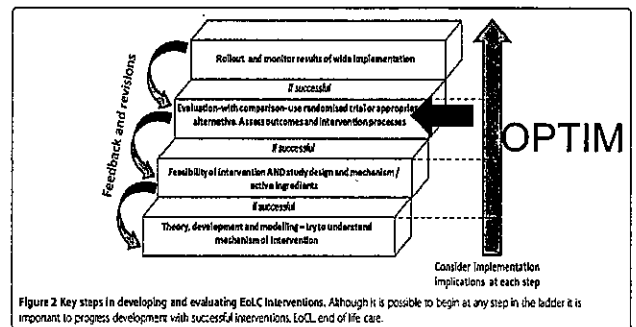 Rollout and monitor results of wide implementation
If successful
Evaluation-with comparison-use randomised trial or appropriate
alternative. Assess outcomes and intervention processes
If successful
Feasibility of intervention AND study design and mechanism /
active ingredients
If successful
Theory, development and modelling – try to understand
mechanism of intervention
Feedback and revisions
OPTIM
Consider implementation
implications at each step
Figure 2 Key steps in developing and evaluating EoLC interventions. Although it is possible to begin at any step in the ladder it is
important to progress development with successful interventions. EoCL, end of life care.